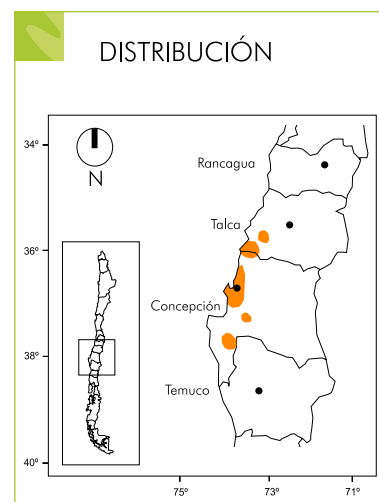 DISTRIBUCIÓN
34°
Rancagua
N
Talca
36°
Concepción
38°
Temuco
40°
75°
73°
71°